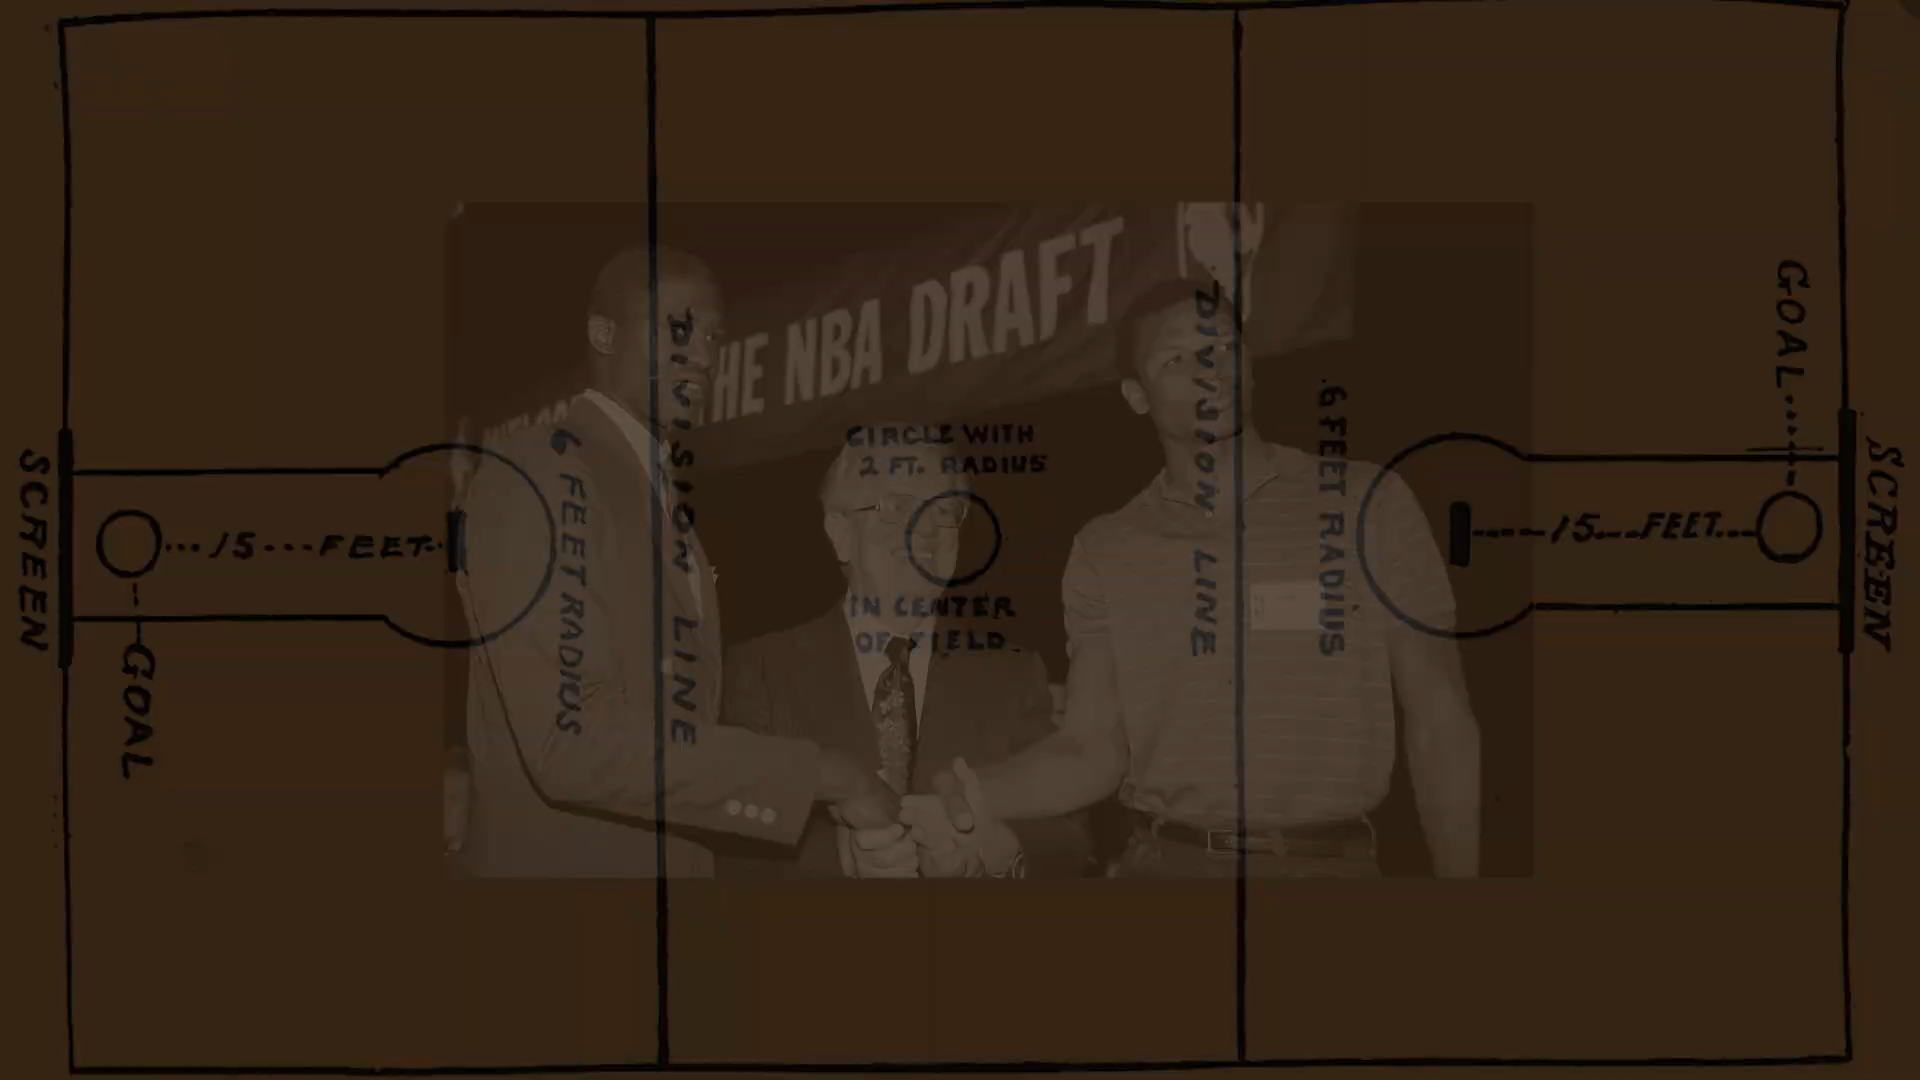 SCREEN
GOAL
15 FEET
6 FEET RADIUS
DIVISION LINE
THE NBA DRAFT
CIRCLE WITH
2 FT. RADIUS
IN CENTER
OF FIELD.
DIVISION LINE
.6 FEET RADIUS
15 FEET
GOAL
SCREEN